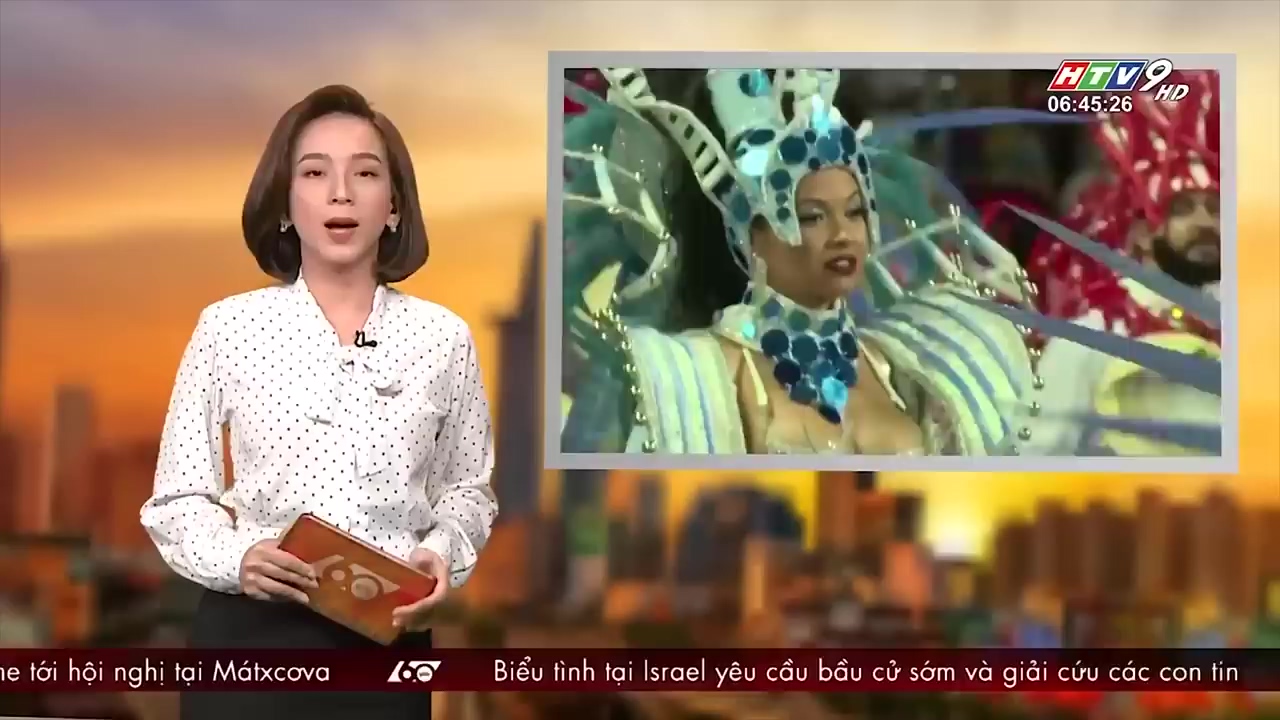 HTV9 HD
06:45:26
tới hội nghị tại Mátxcova
60
Biểu tình tại Israel yêu cầu bầu cử sớm và giải cứu các con tin